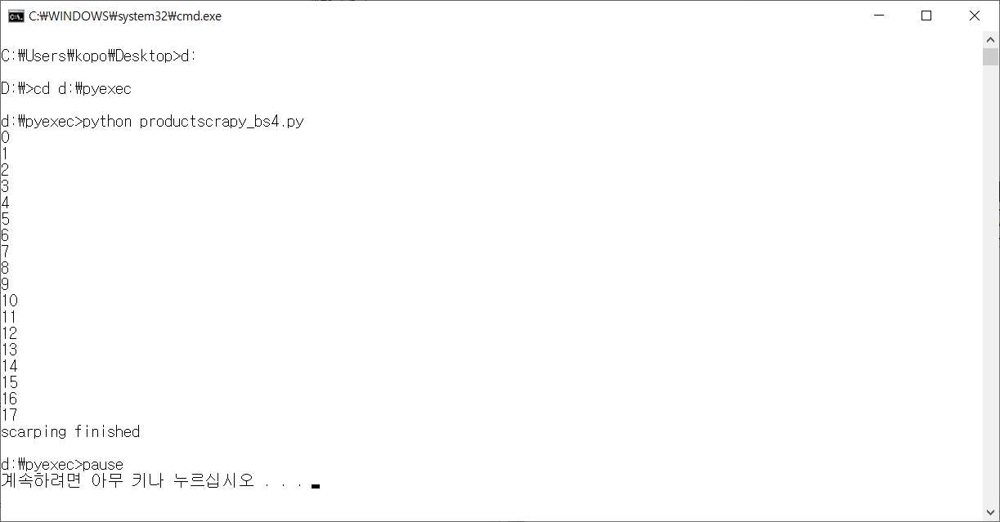 C:₩WINDOWS₩system32₩cmd.exe
C:₩Users₩kopo₩Desktop>d:
D:₩>cd d:₩pyexec
d:₩pyexec>python productscrapy_bs4.py
0
1
2
3
4
5
6
7
8
9
10
11
12
13
14
15
16
17
scarping finished
d:₩pyexec>pause
계속하려면 아무 키나 누르십시오 . . .